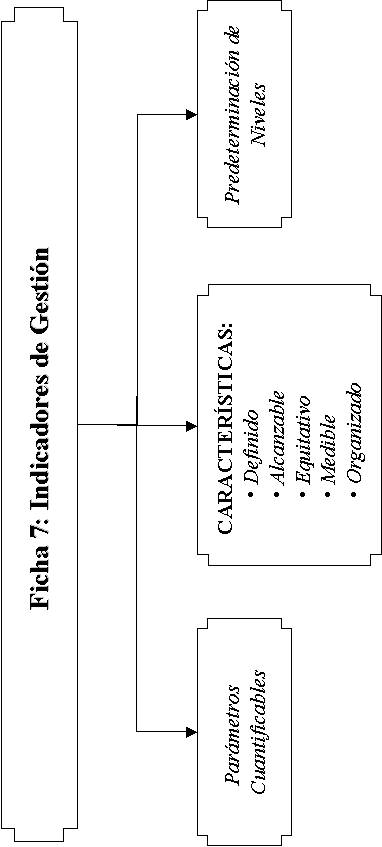 Ficha 7: Indicadores de Gestión
Parámetros
Cuantificables
CARACTERÍSTICAS:
• Definido
• Alcanzable
• Equitativo
• Medible
• Organizado
Predeterminación de
Niveles